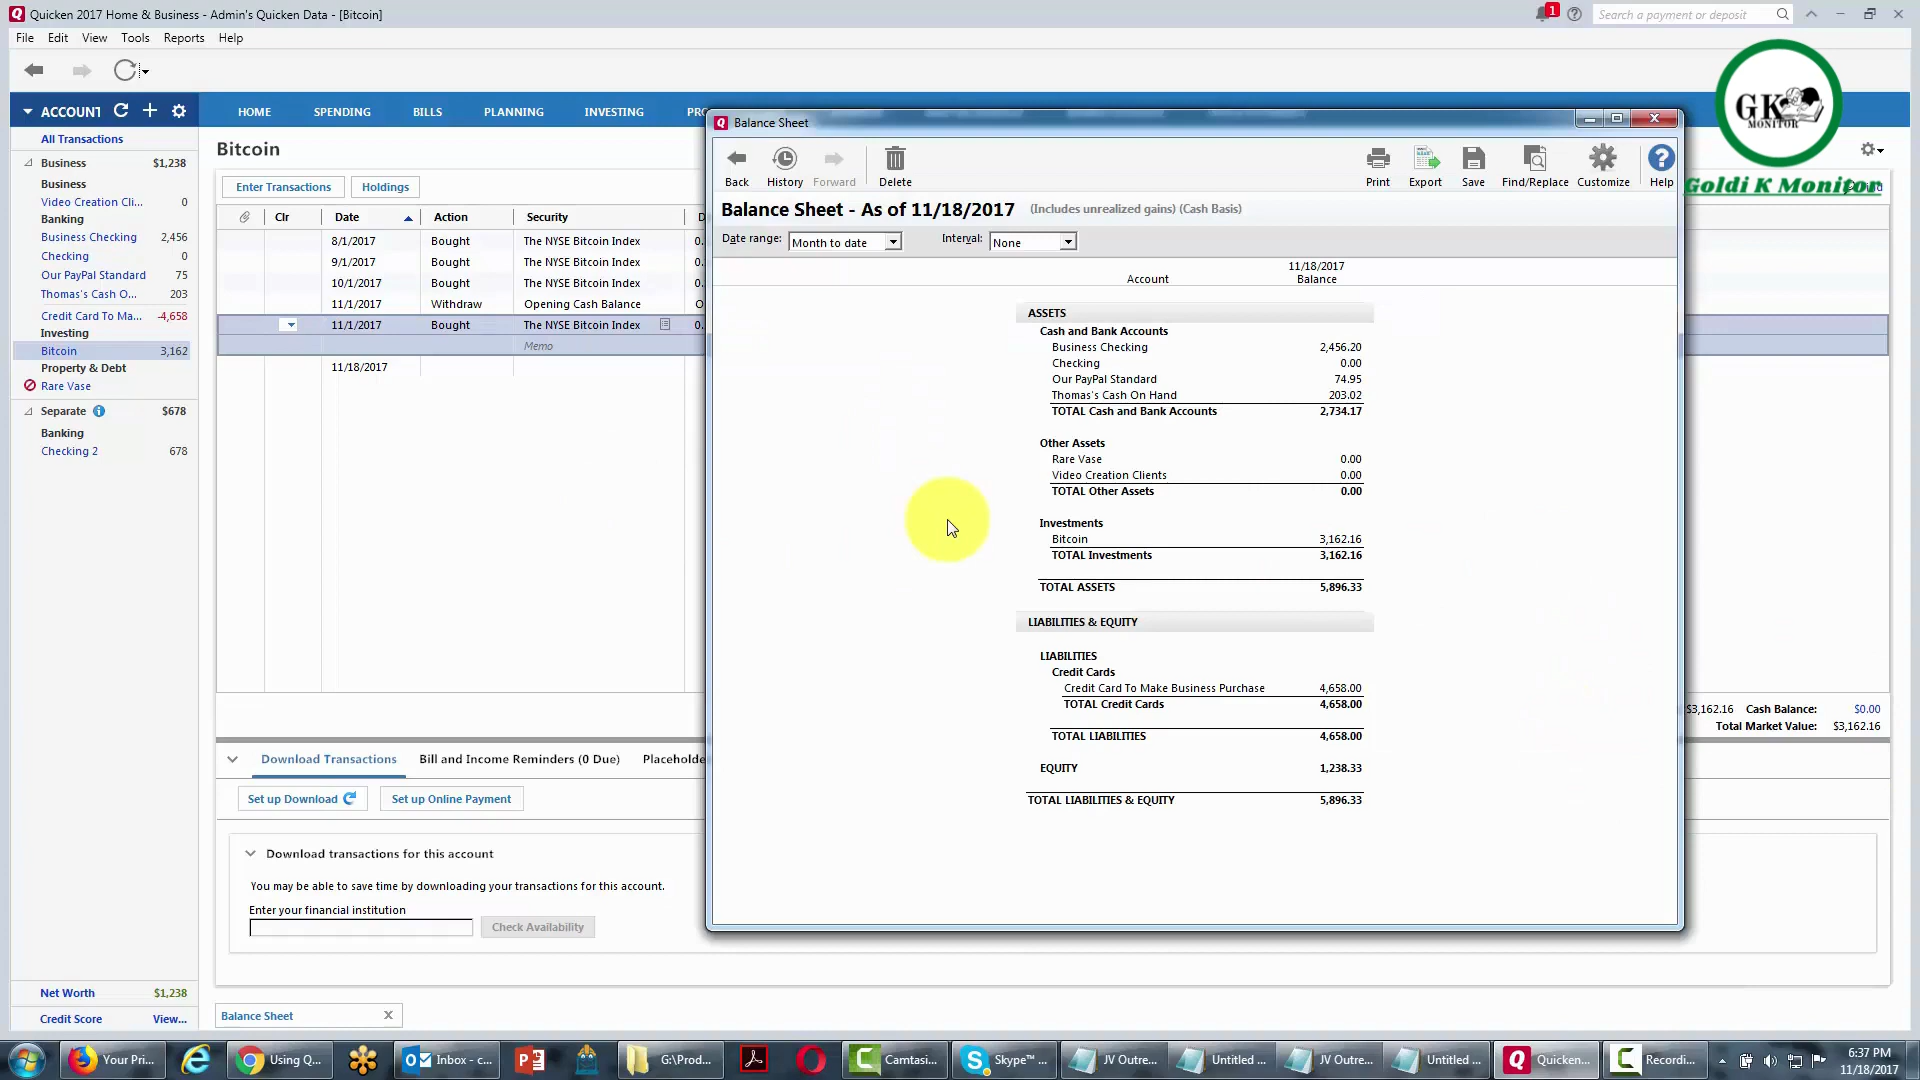 Quicken 2017 Home & Business - Admin's Quicken Data - [Bitcoin]
1
Search a payment or deposit
File Edit View Tools Reports Help
ACCOUNT
HOME SPENDING BILLS PLANNING INVESTING
All Transactions
Business $1,238
Business
Video Creation Cli... 0
Banking
Business Checking 2,456
Checking 0
Our PayPal Standard 75
Thomas's Cash O... 203
Credit Card To Ma... -4,658
Investing
Bitcoin 3,162
Property & Debt
Rare Vase
Separate $678
Banking
Checking 2 678
Net Worth $1,238
Credit Score View...
Bitcoin
Enter Transactions Holdings
Clr Date Action Security
8/1/2017 Bought The NYSE Bitcoin Index 0.
9/1/2017 Bought The NYSE Bitcoin Index 0.
10/1/2017 Bought The NYSE Bitcoin Index 0.
11/1/2017 Withdraw Opening Cash Balance O
11/1/2017 Bought The NYSE Bitcoin Index 0.
Memo
11/18/2017
$3,162.16 Cash Balance: $0.00
Total Market Value: $3,162.16
Download Transactions Bill and Income Reminders (0 Due) Placeholde
Set up Download Set up Online Payment
Download transactions for this account
You may be able to save time by downloading your transactions for this account.
Enter your financial institution
Check Availability
Balance Sheet X
Balance Sheet
Back History Forward Delete Print Export Save Find/Replace Customize Help
Balance Sheet - As of 11/18/2017 (Includes unrealized gains) (Cash Basis)
Date range: Month to date Interval: None
11/18/2017
Account Balance
ASSETS
Cash and Bank Accounts
Business Checking 2,456.20
Checking 0.00
Our PayPal Standard 74.95
Thomas's Cash On Hand 203.02
TOTAL Cash and Bank Accounts 2,734.17
Other Assets
Rare Vase 0.00
Video Creation Clients 0.00
TOTAL Other Assets 0.00
Investments
Bitcoin 3,162.16
TOTAL Investments 3,162.16
TOTAL ASSETS 5,896.33
LIABILITIES & EQUITY
LIABILITIES
Credit Cards
Credit Card To Make Business Purchase 4,658.00
TOTAL Credit Cards 4,658.00
TOTAL LIABILITIES 4,658.00
EQUITY 1,238.33
TOTAL LIABILITIES & EQUITY 5,896.33
GK
MONITOR
Goldi K Monitor
Your Pri... Using Q... Inbox - c... G:\Prod... Camtasi... Skype™ ... JV Outre... Untitled ... JV Outre... Untitled ... Quicken... Recordi...
6:37 PM
11/18/2017